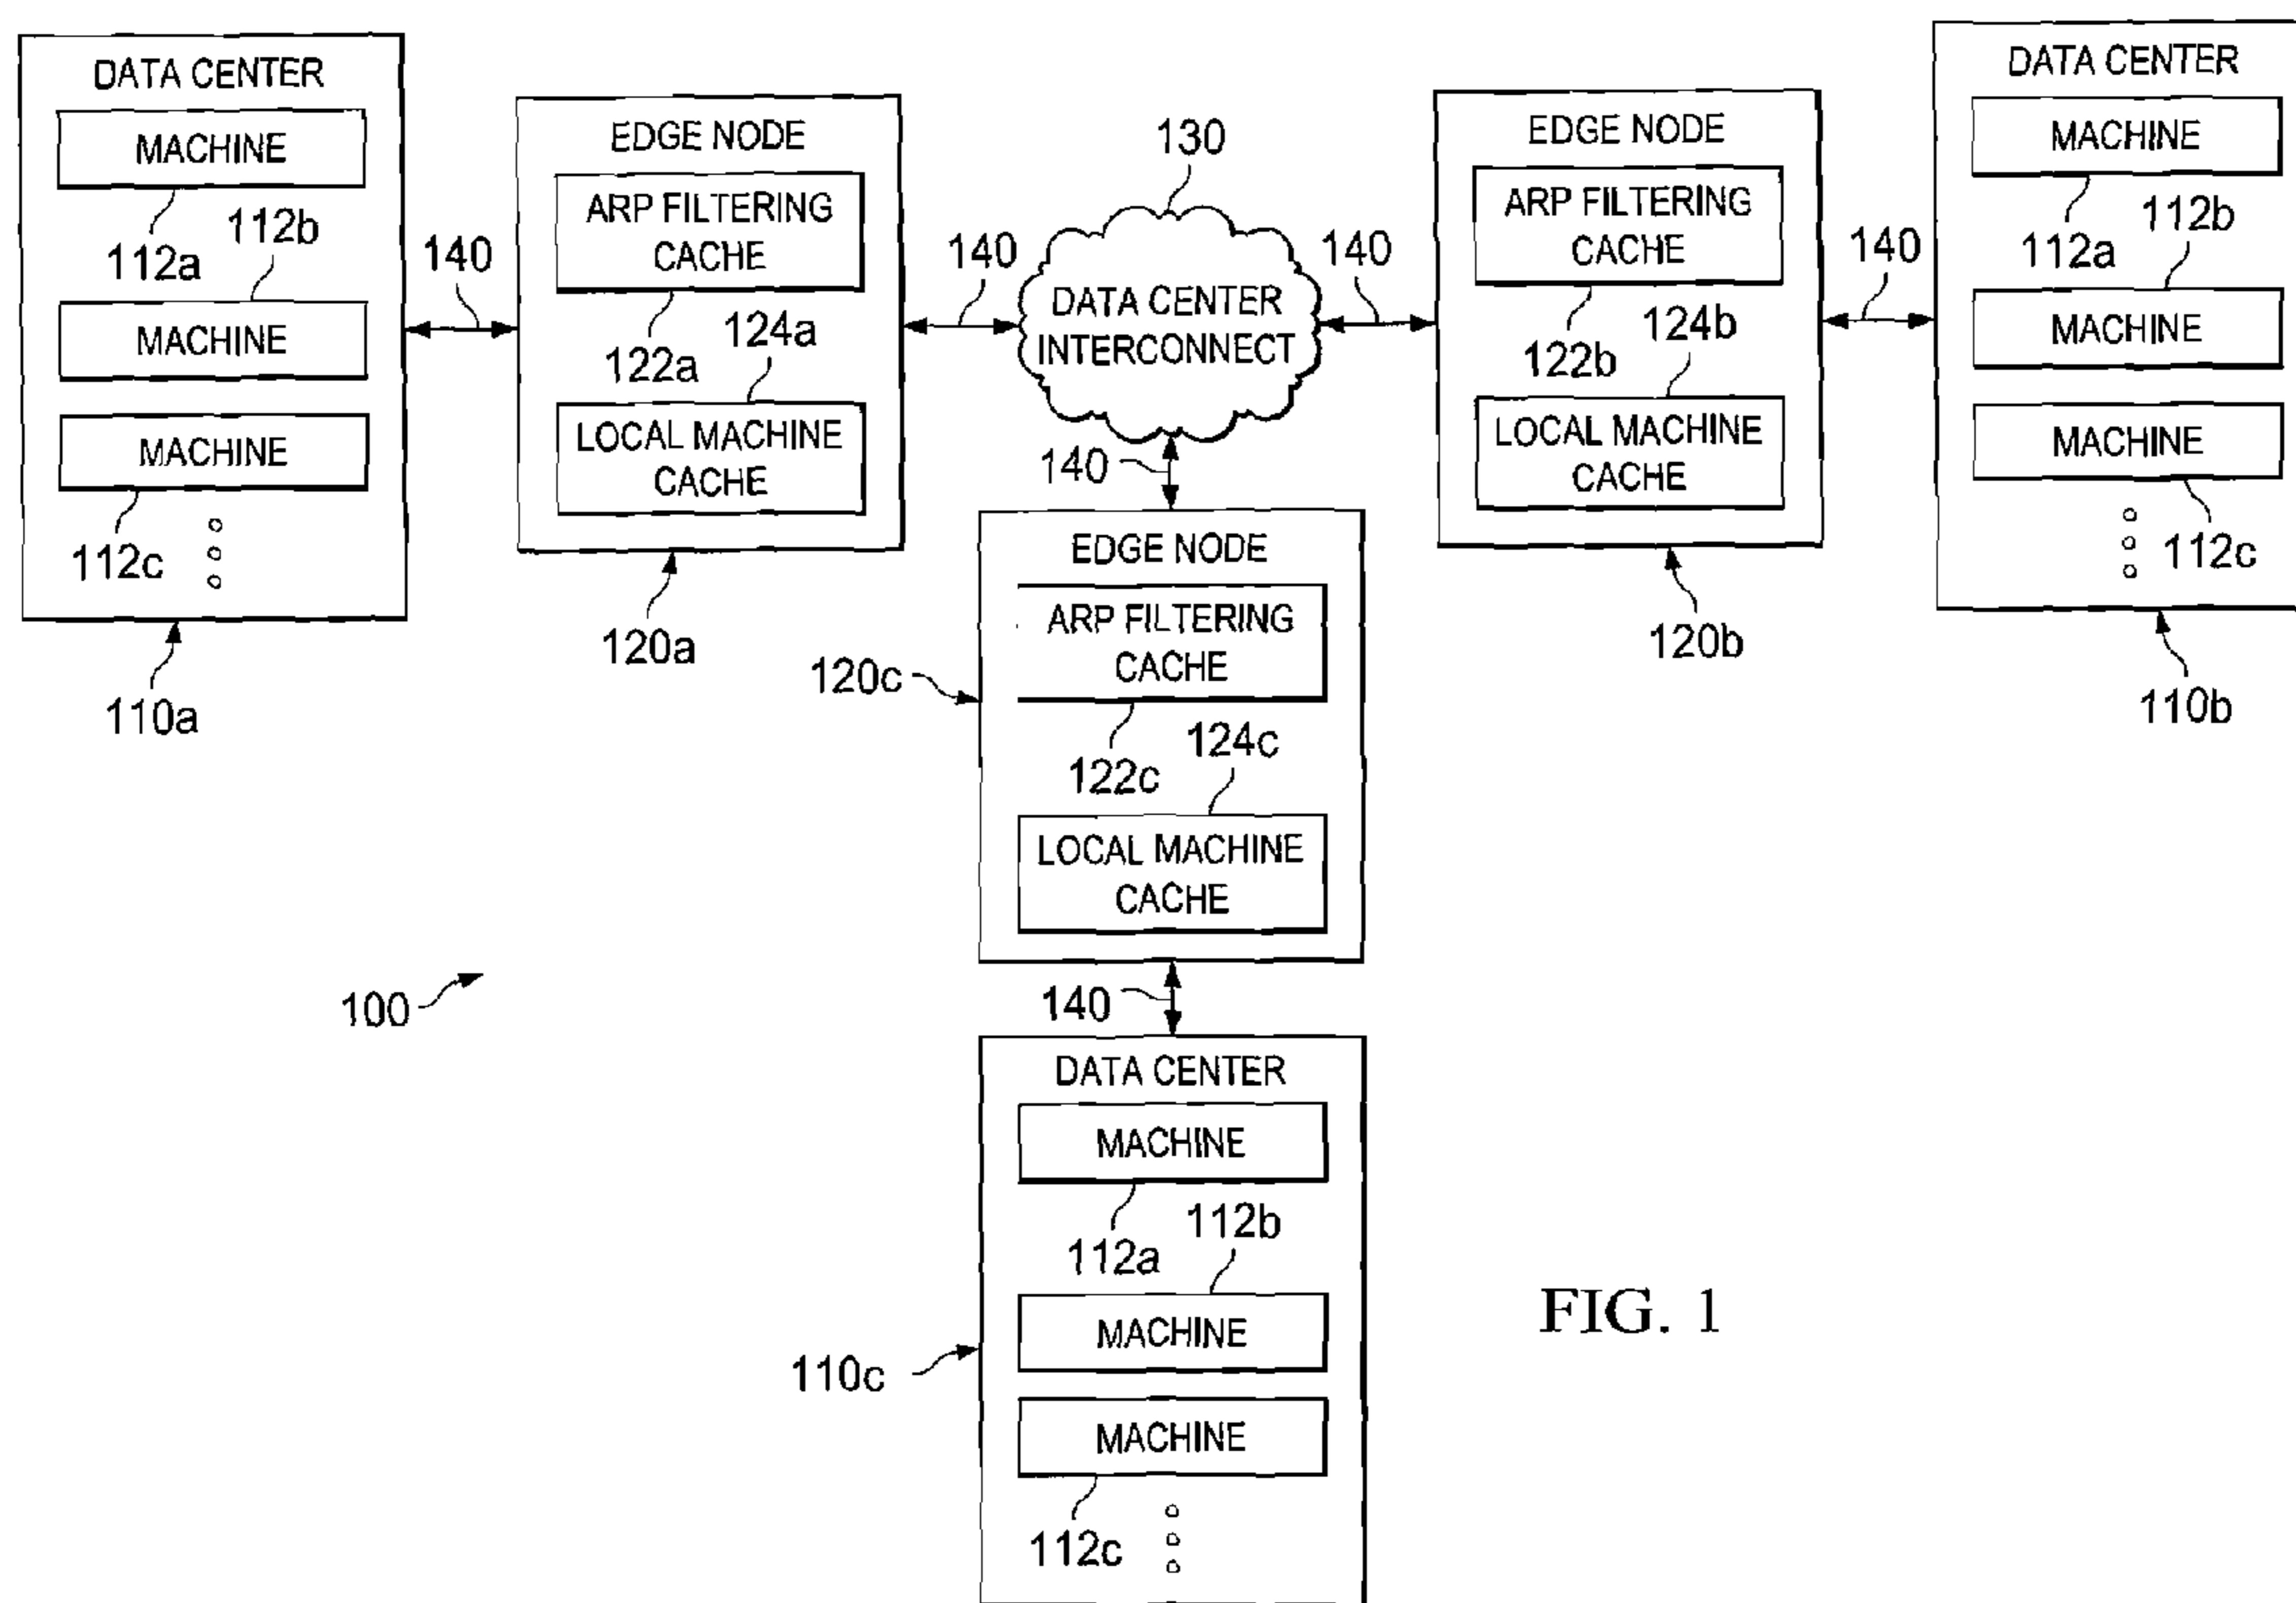 DATA CENTER
MACHINE
112a
112b
MACHINE
MACHINE
112c
110a
140
EDGE NODE
ARP FILTERING
CACHE
122a
124a
LOCAL MACHINE
CACHE
120a
140
130
DATA CENTER
INTERCONNECT
140
140
EDGE NODE
ARP FILTERING
CACHE
122b
124b
LOCAL MACHINE
CACHE
120b
140
DATA CENTER
MACHINE
112a
112b
MACHINE
MACHINE
112c
110b
EDGE NODE
ARP FILTERING
CACHE
120c
122c
124c
LOCAL MACHINE
CACHE
100
140
DATA CENTER
MACHINE
112a
112b
MACHINE
110c
MACHINE
112c
FIG. 1